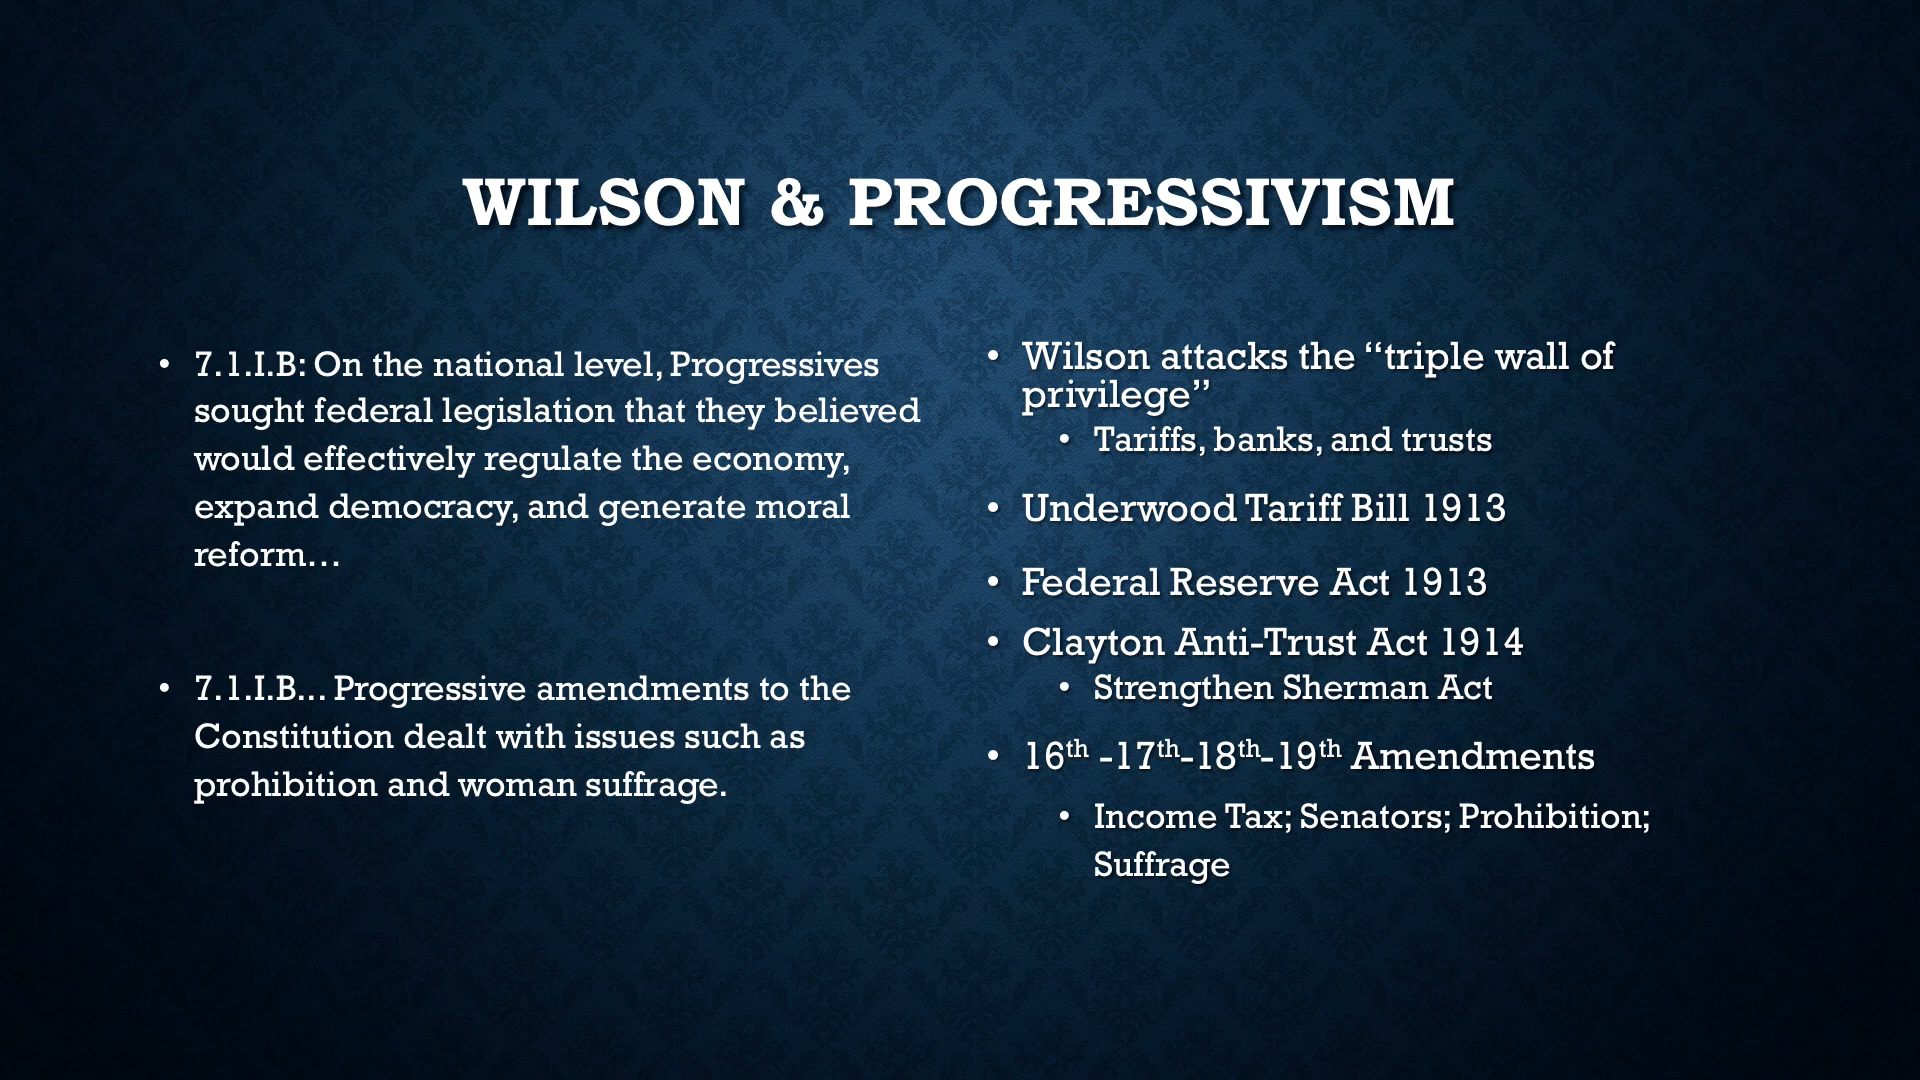 WILSON & PROGRESSIVISM
• 7.1.I.B: On the national level, Progressives
sought federal legislation that they believed
would effectively regulate the economy,
expand democracy, and generate moral
reform…
• 7.1.I.B… Progressive amendments to the
Constitution dealt with issues such as
prohibition and woman suffrage.
• Wilson attacks the “triple wall of
privilege”
• Tariffs, banks, and trusts
• Underwood Tariff Bill 1913
• Federal Reserve Act 1913
• Clayton Anti-Trust Act 1914
• Strengthen Sherman Act
• 16th -17th-18th-19th Amendments
• Income Tax; Senators; Prohibition;
Suffrage